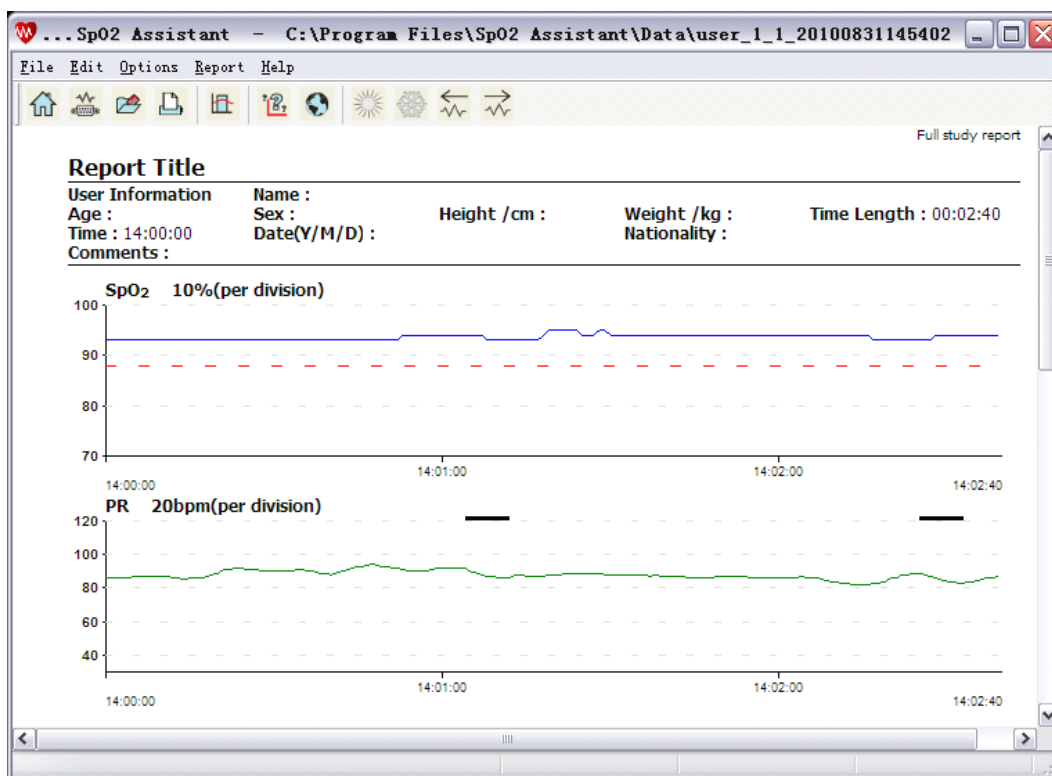 ...SpO2 Assistant - C:\Program Files\SpO2 Assistant\Data\user_1_1_20100831145402
File Edit Options Report Help
Full study report
Report Title
User Information Name :
Age : Sex : Height /cm : Weight /kg : Time Length : 00:02:40
Time : 14:00:00 Date(Y/M/D) : Nationality :
Comments :
SpO₂ 10%(per division)
100
90
80
70
14:00:00 14:01:00 14:02:00 14:02:40
PR 20bpm(per division)
120
100
80
60
40
14:00:00 14:01:00 14:02:00 14:02:40